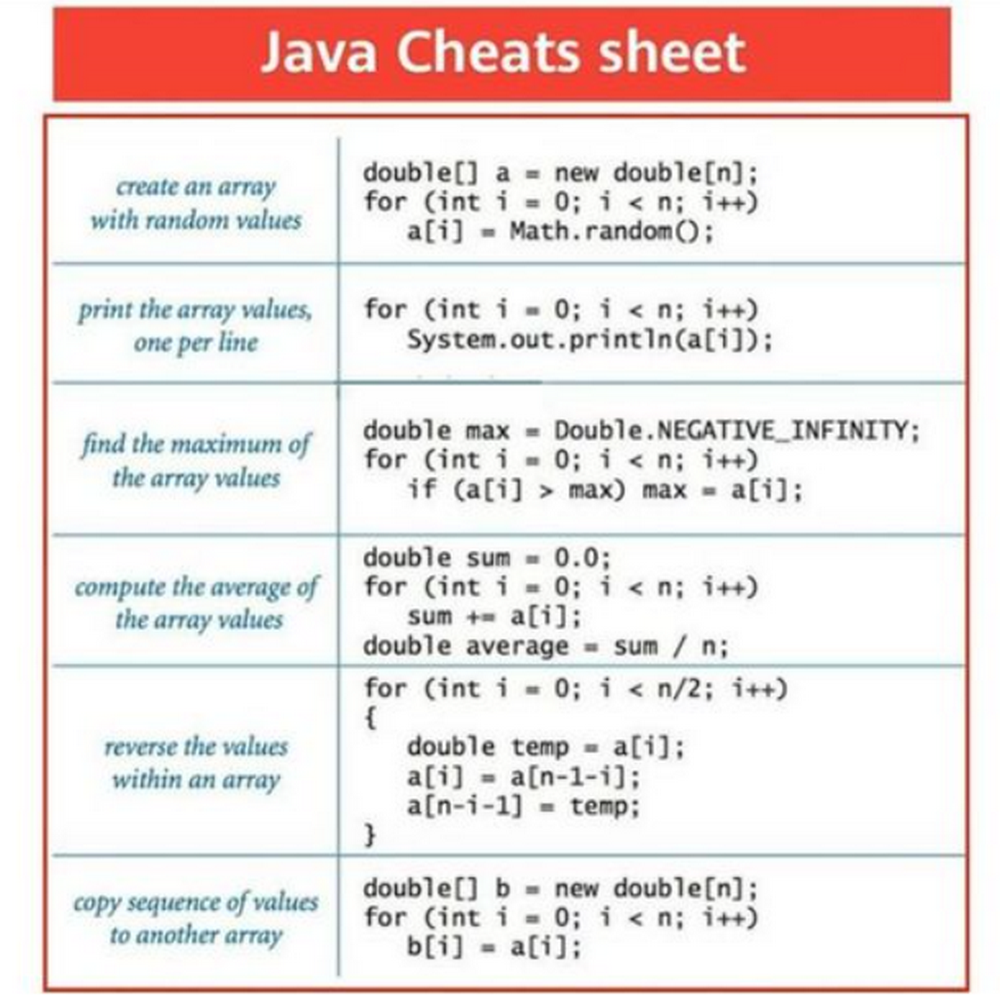 Java Cheats sheet
create an array
with random values
double[] a = new double[n];
for (int i = 0; i < n; i++)
   a[i] = Math.random();
print the array values,
one per line
for (int i = 0; i < n; i++)
   System.out.println(a[i]);
find the maximum of
the array values
double max = Double.NEGATIVE_INFINITY;
for (int i = 0; i < n; i++)
   if (a[i] > max) max = a[i];
compute the average of
the array values
double sum = 0.0;
for (int i = 0; i < n; i++)
   sum += a[i];
double average = sum / n;
reverse the values
within an array
for (int i = 0; i < n/2; i++)
{
   double temp = a[i];
   a[i] = a[n-1-i];
   a[n-i-1] = temp;
}
copy sequence of values
to another array
double[] b = new double[n];
for (int i = 0; i < n; i++)
   b[i] = a[i];